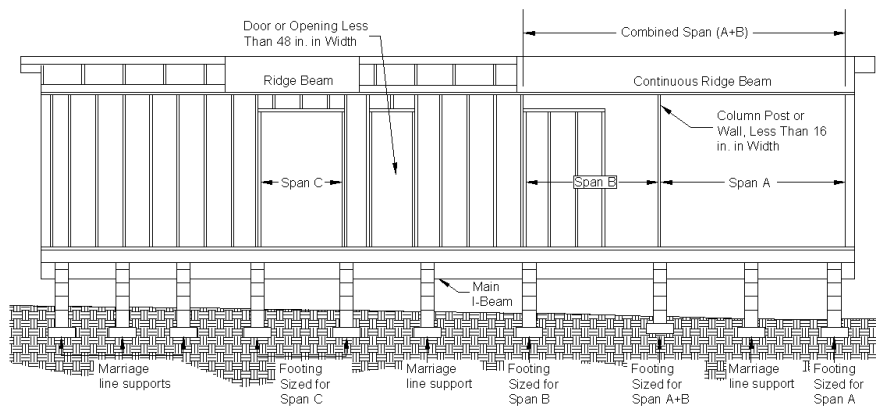 Door or Opening Less
Than 48 in. in Width
Combined Span (A+B)
Ridge Beam
Continuous Ridge Beam
Column Post or
Wall, Less Than 16
in. in Width
Span C
Span B
Span A
Main
I-Beam
Marriage
line supports
Footing
Sized for
Span C
Marriage
line support
Footing
Sized for
Span B
Footing
Sized for
Span A+B
Marriage
line support
Footing
Sized for
Span A